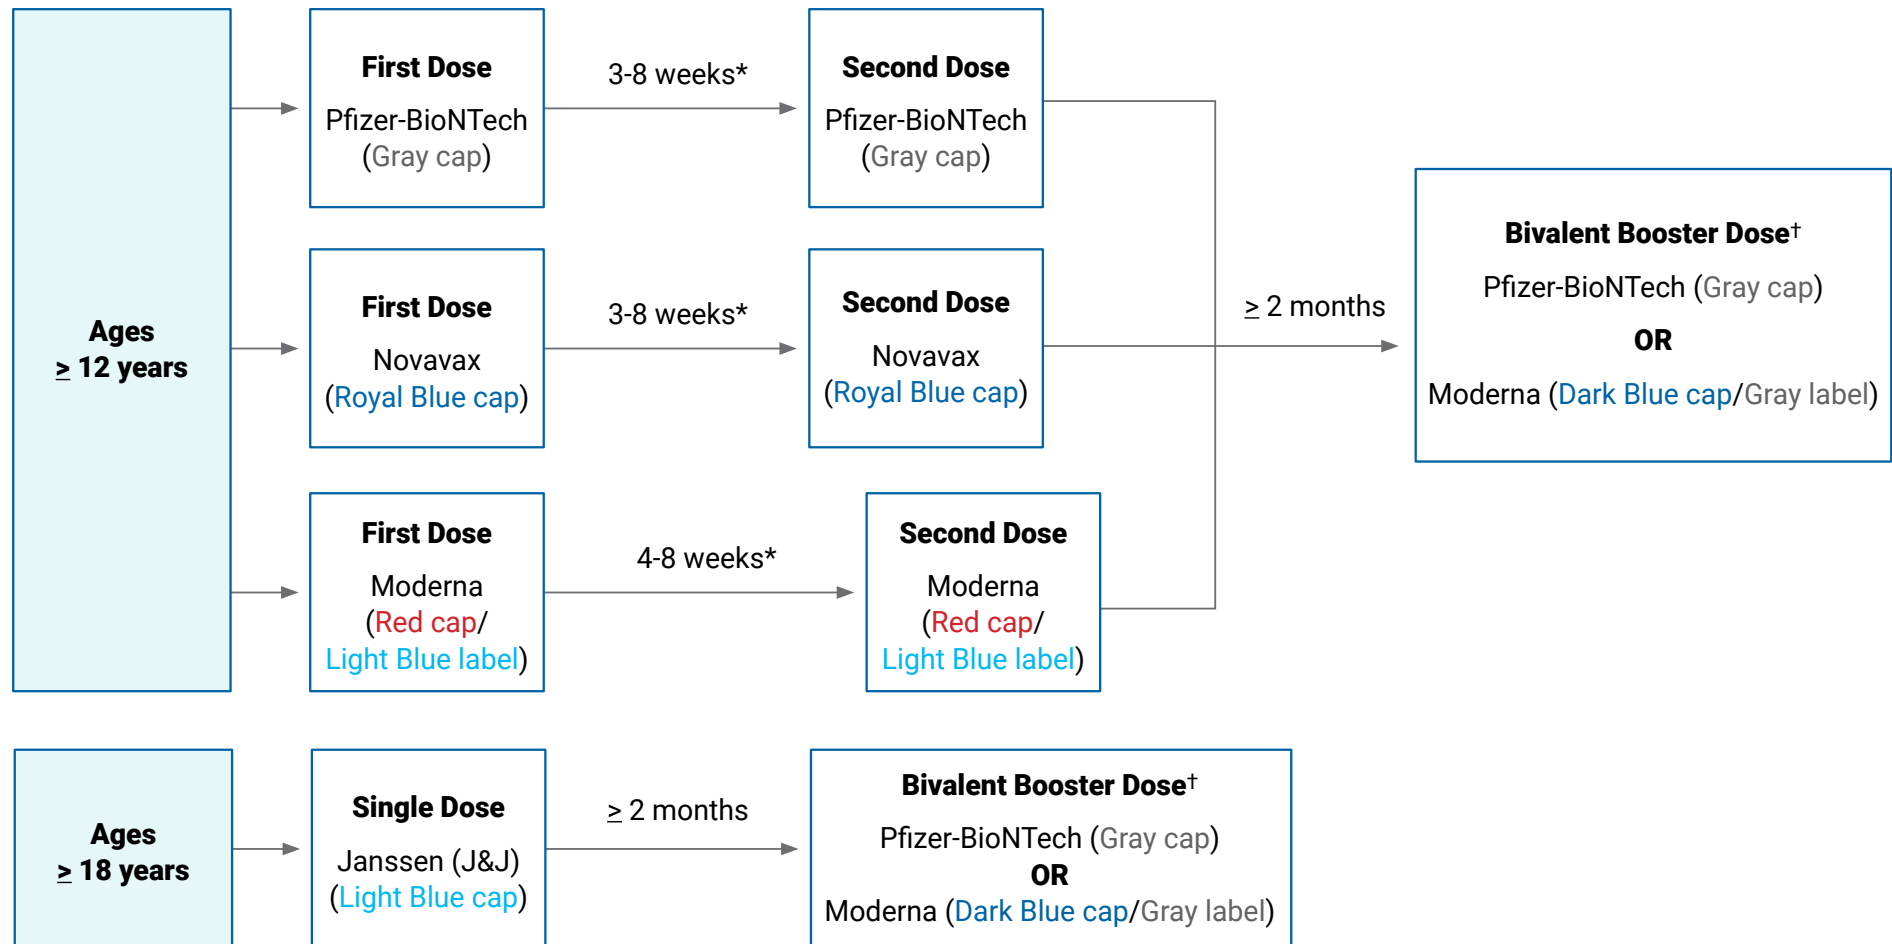 Ages
≥ 12 years
First Dose
Pfizer-BioNTech
(Gray cap)
3-8 weeks*
Second Dose
Pfizer-BioNTech
(Gray cap)
First Dose
Novavax
(Royal Blue cap)
3-8 weeks*
Second Dose
Novavax
(Royal Blue cap)
First Dose
Moderna
(Red cap/
Light Blue label)
4-8 weeks*
Second Dose
Moderna
(Red cap/
Light Blue label)
≥ 2 months
Bivalent Booster Dose†
Pfizer-BioNTech (Gray cap)
OR
Moderna (Dark Blue cap/Gray label)
Ages
≥ 18 years
Single Dose
Janssen (J&J)
(Light Blue cap)
≥ 2 months
Bivalent Booster Dose†
Pfizer-BioNTech (Gray cap)
OR
Moderna (Dark Blue cap/Gray label)